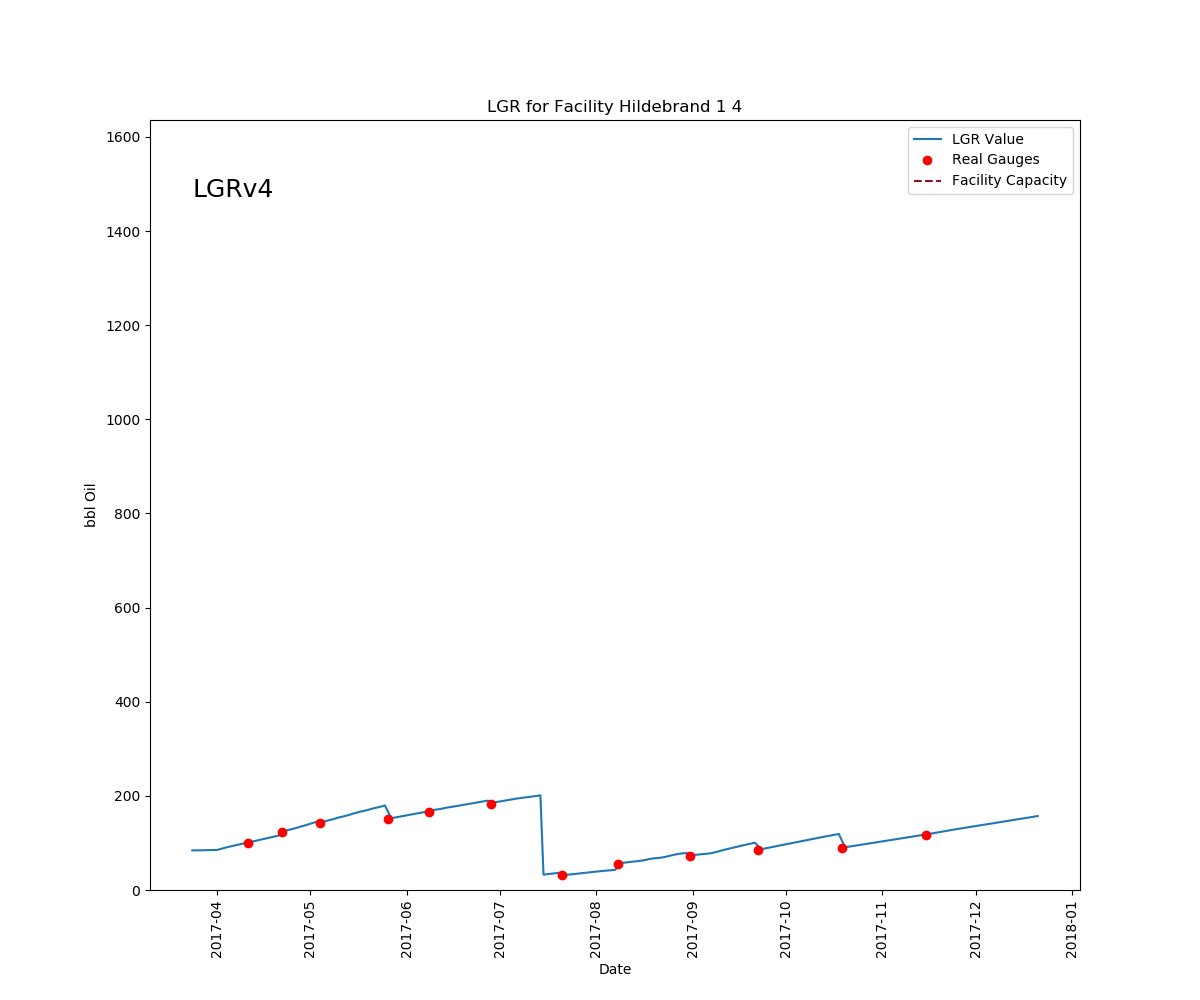 LGR for Facility Hildebrand 1 4
LGRv4
LGR Value
Real Gauges
Facility Capacity
bbl Oil
1600
1400
1200
1000
800
600
400
200
0
2017-04
2017-05
2017-06
2017-07
2017-08
2017-09
2017-10
2017-11
2017-12
2018-01
Date